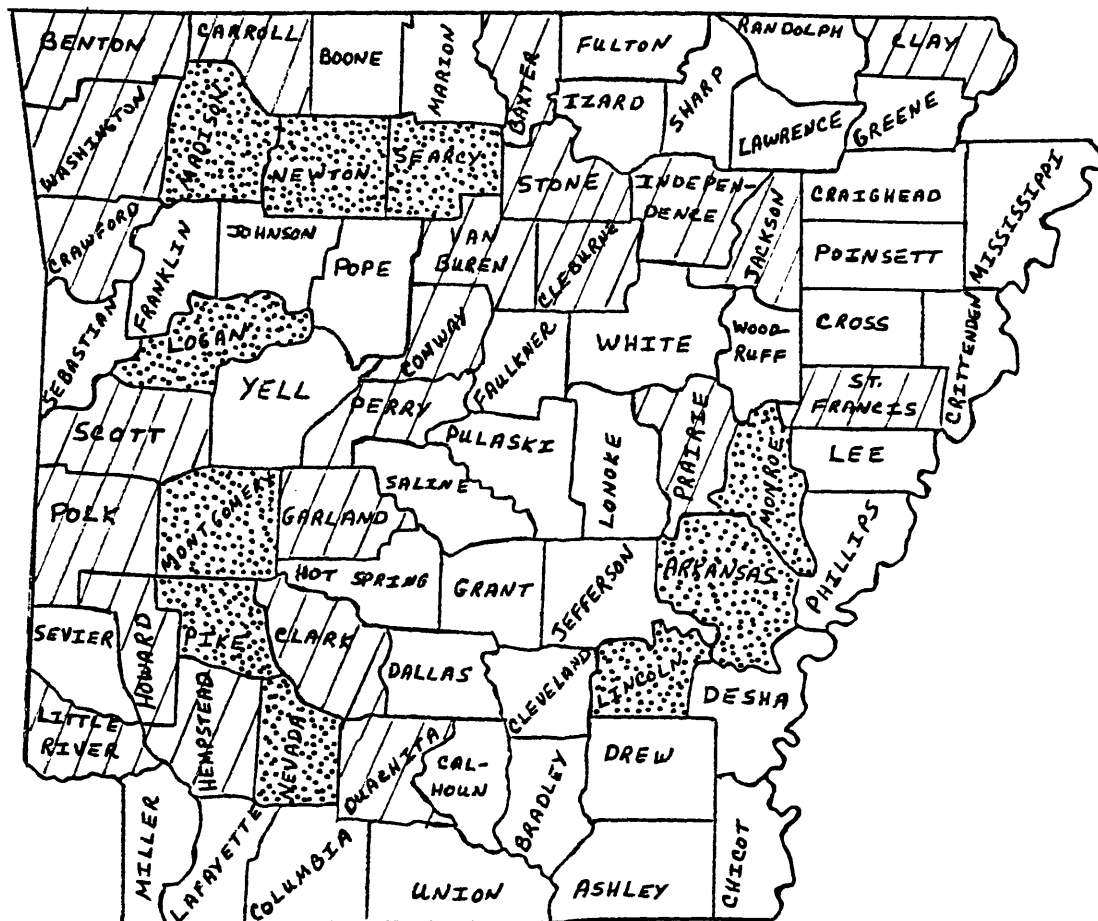 BENTON
CARROLL
BOONE
MARION
BAXTER
FULTON
RANDOLPH
CLAY
WASHINGTON
MADISON
NEWTON
SEARCY
IZARD
SHARP
LAWRENCE
GREENE
STONE
INDEPEN-
DENCE
JACKSON
CRAIGHEAD
MISSISSIPPI
CRAWFORD
FRANKLIN
JOHNSON
POPE
VAN
BUREN
CLEBURNE
POINSETT
SEBASTIAN
LOGAN
CONWAY
FAULKNER
WHITE
WOOD-
RUFF
CROSS
CRITTENDEN
YELL
PERRY
ST.
FRANCIS
SCOTT
PULASKI
LONOKE
PRAIRIE
MONROE
LEE
POLK
MONTGOMERY
GARLAND
SALINE
PHILLIPS
HOT SPRING
GRANT
JEFFERSON
ARKANSAS
SEVIER
HOWARD
PIKE
CLARK
DALLAS
CLEVELAND
LINCOLN
DESHA
LITTLE
RIVER
HEMPSTEAD
NEVADA
OUACHITA
CAL-
HOUN
BRADLEY
DREW
MILLER
LAFAYETTE
COLUMBIA
UNION
ASHLEY
CHICOT